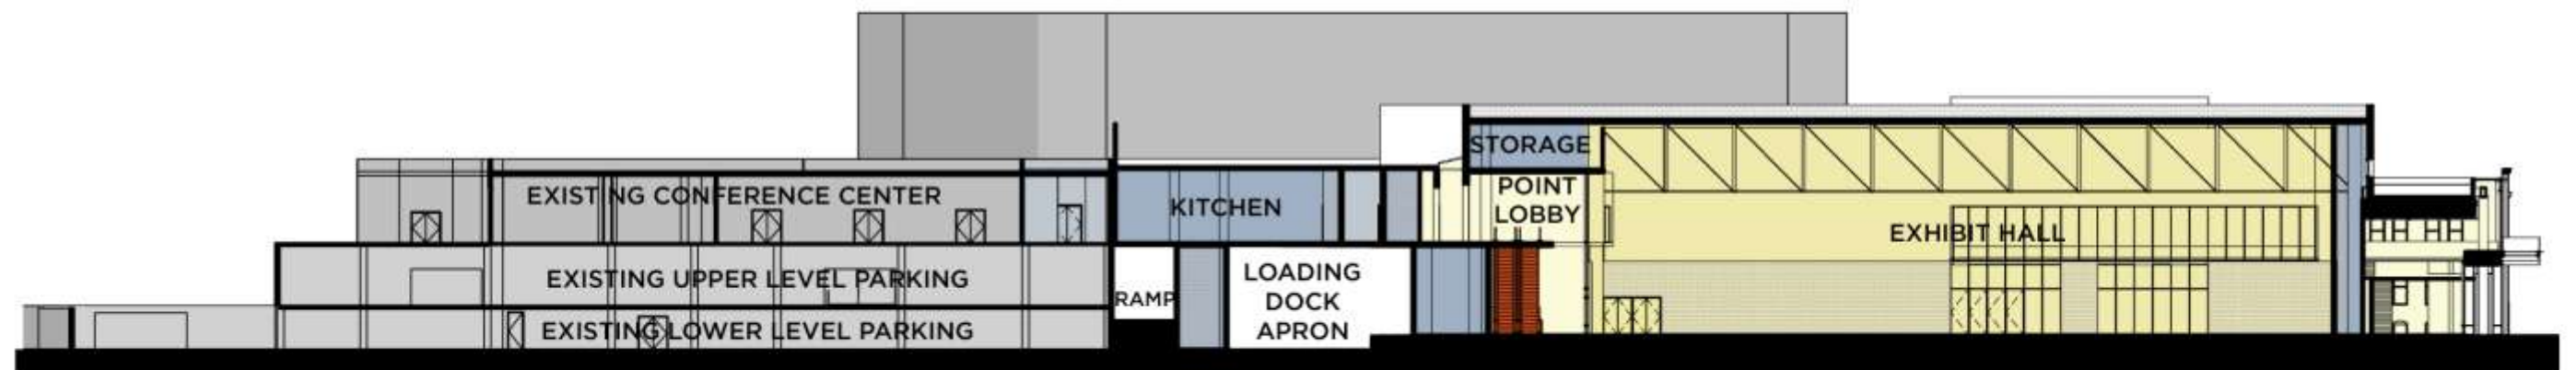 STORAGE
EXISTING CONFERENCE CENTER
KITCHEN
POINT
LOBBY
EXHIBIT HALL
EXISTING UPPER LEVEL PARKING
RAMP
LOADING
DOCK
APRON
EXISTING LOWER LEVEL PARKING